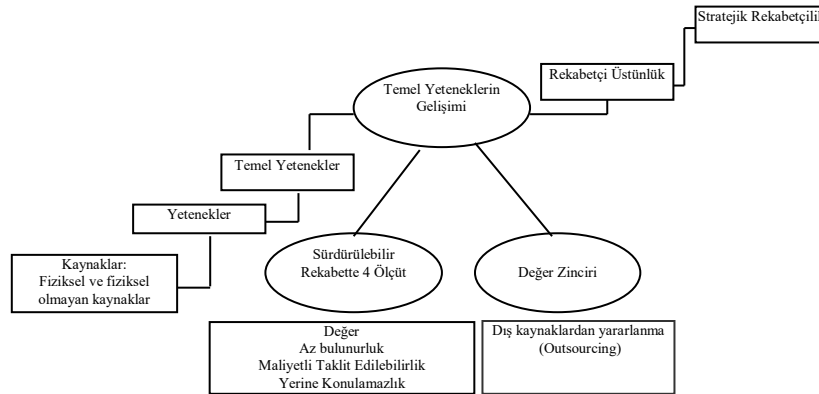 Stratejik Rekabetçilik
Rekabetçi Üstünlük
Temel Yeteneklerin
Gelişimi
Temel Yetenekler
Yetenekler
Kaynaklar:
Fiziksel ve fiziksel
olmayan kaynaklar
Sürdürülebilir
Rekabette 4 Ölçüt
Değer Zinciri
Değer
Az bulunurluk
Maliyetli Taklit Edilebilirlik
Yerine Konulamazlık
Dış kaynaklardan yararlanma
(Outsourcing)